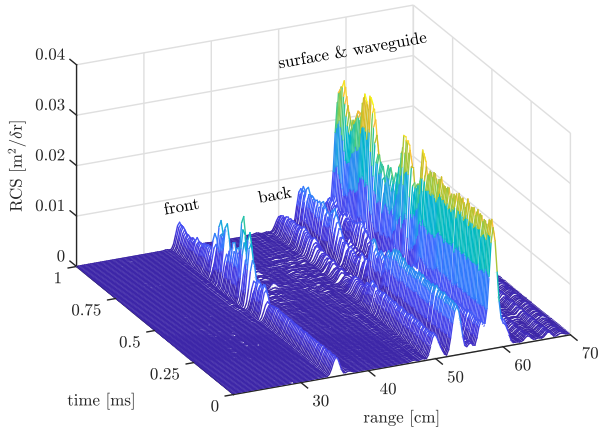 0.04
surface & waveguide
0.03
RCS [m²/δr]
0.02
0.01
front
back
0
1
0.75
0.5
0.25
0
time [ms]
30
40
50
60
70
range [cm]